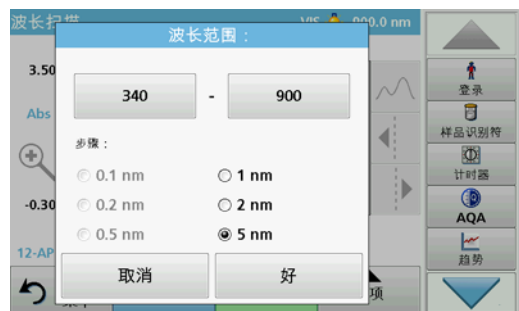 波长扫描 VIS 900.0 nm
波长范围：
3.50
340 - 900
Abs
步骤：
0.1 nm 1 nm
0.2 nm 2 nm
-0.30
0.5 nm 5 nm
12-AP
取消 好
项
登录
样品识别符
计时器
AQA
趋势